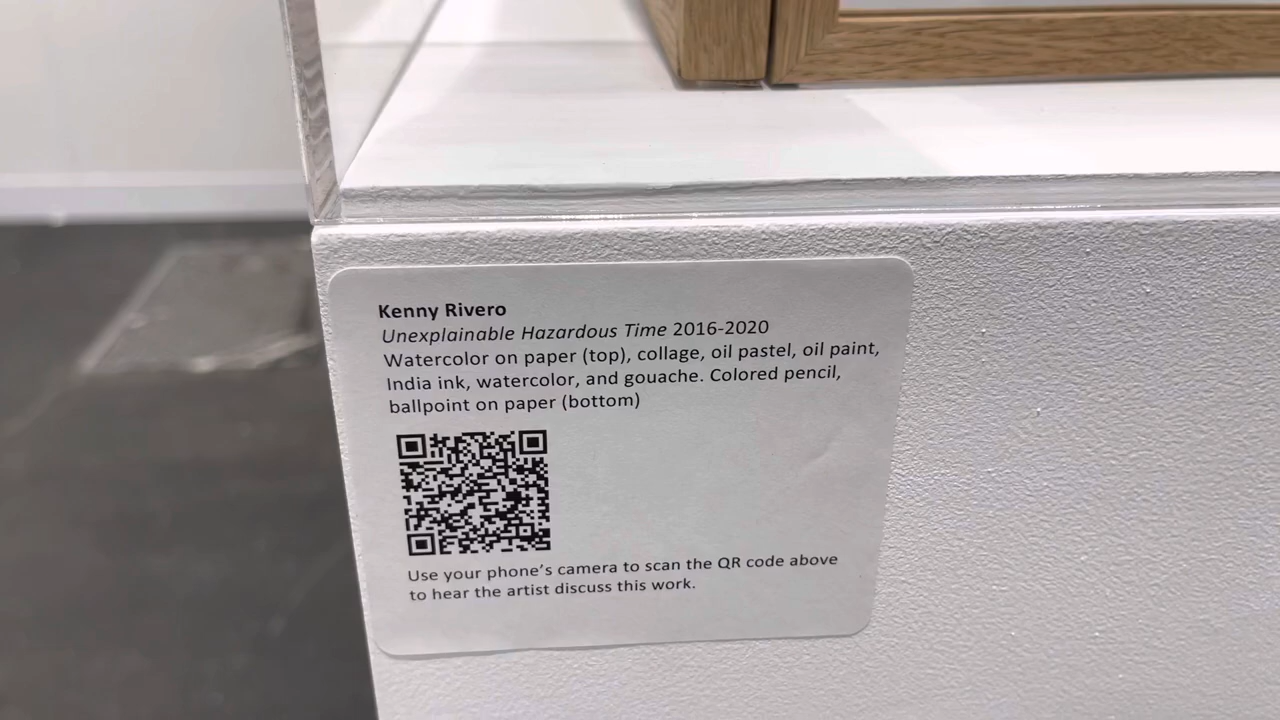 Kenny Rivero
Unexplainable Hazardous Time 2016-2020
Watercolor on paper (top), collage, oil pastel, oil paint,
India ink, watercolor, and gouache. Colored pencil,
ballpoint on paper (bottom)
Use your phone’s camera to scan the QR code above
to hear the artist discuss this work.